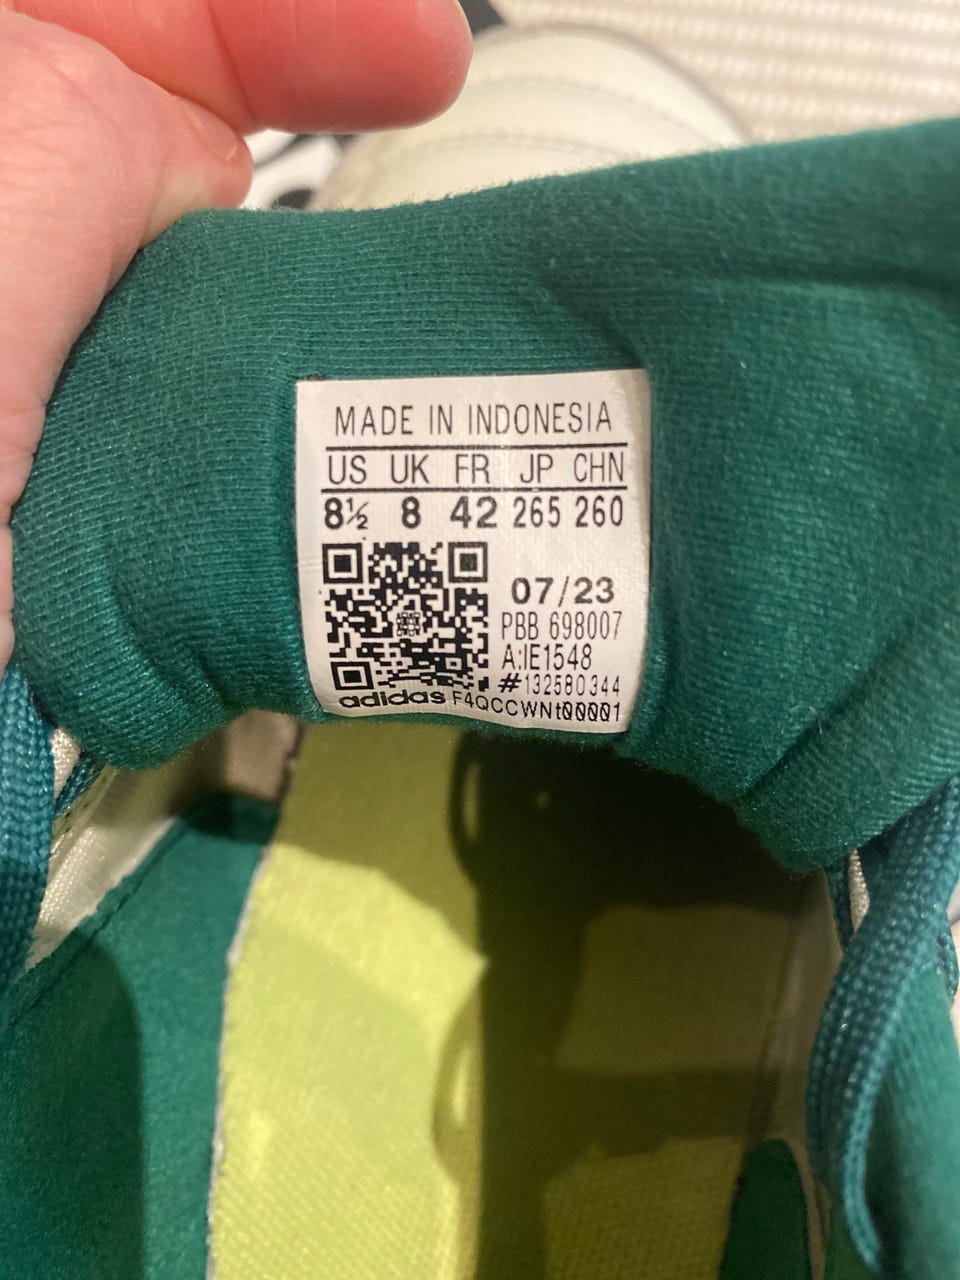 MADE IN INDONESIA
US UK FR JP CHN
8½ 8 42 265 260
07/23
PBB 698007
A:IE1548
#132580344
adidas F4QCCWNt00001